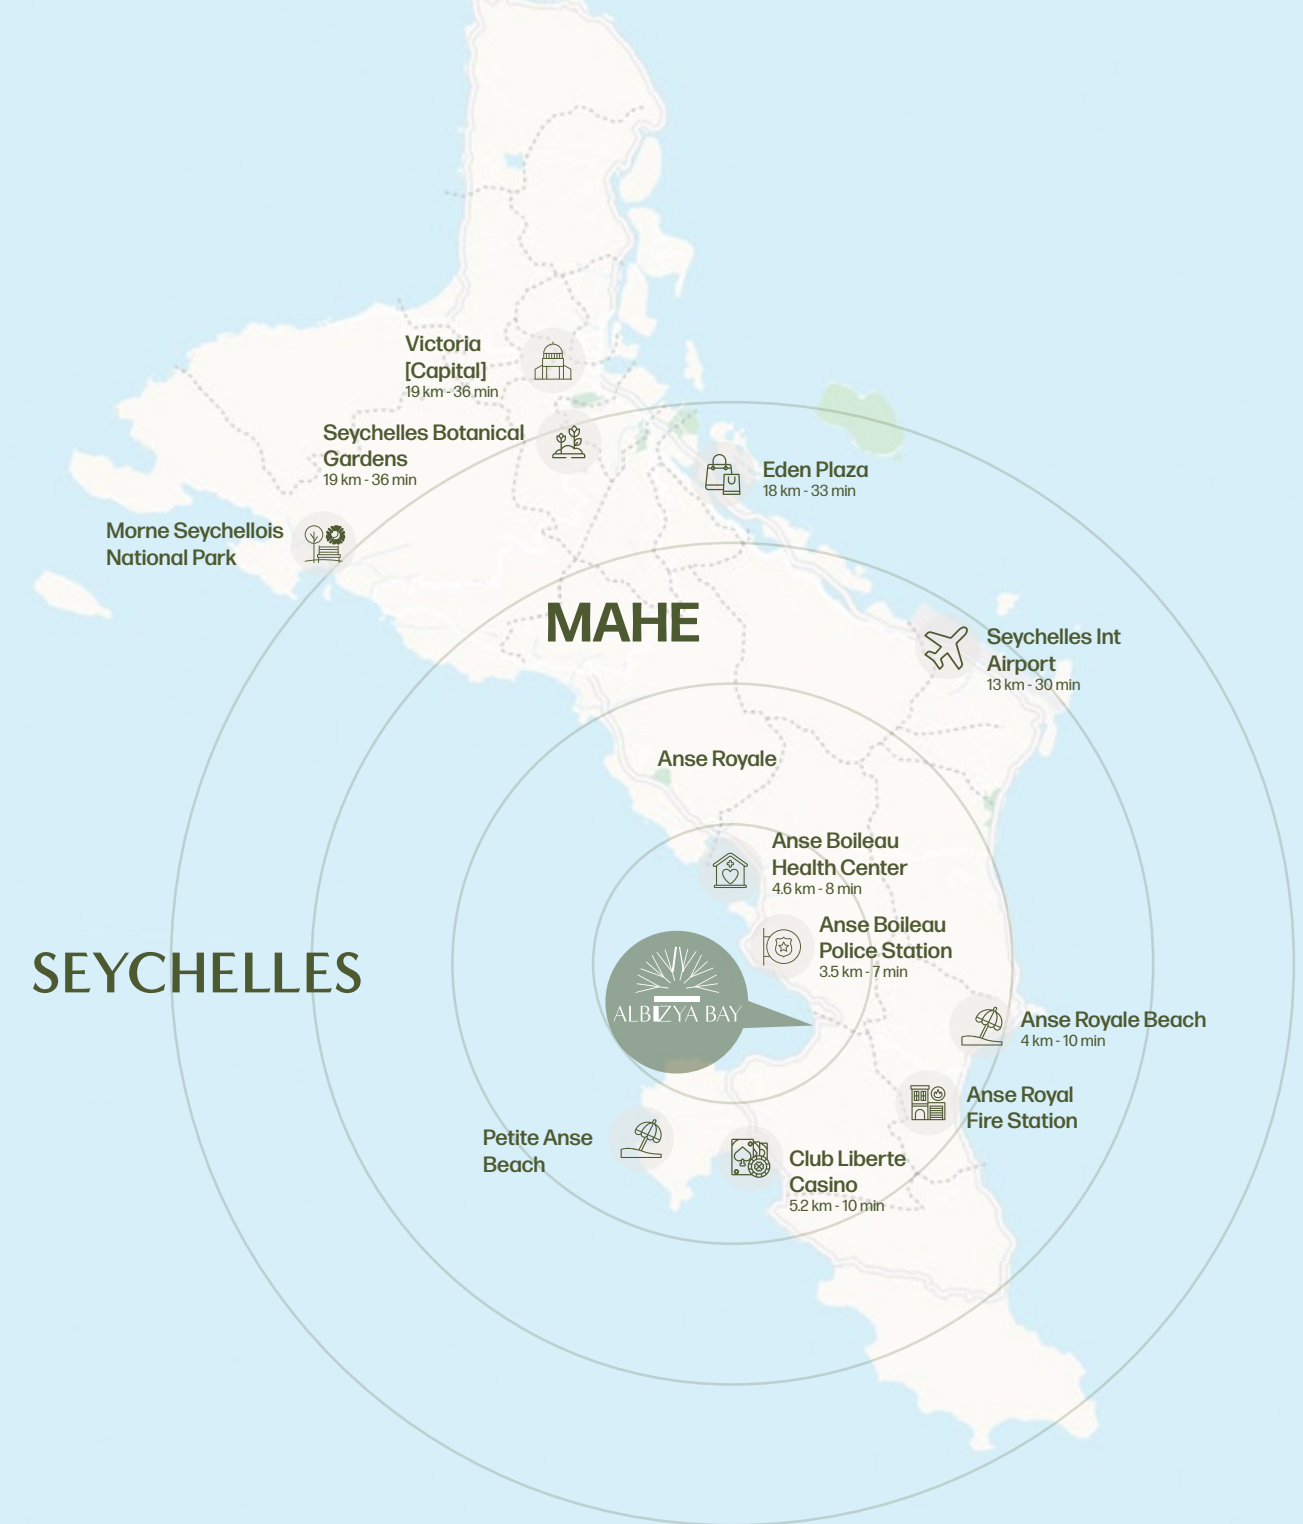 Victoria
[Capital]
19 km - 36 min
Seychelles Botanical
Gardens
19 km - 36 min
Eden Plaza
18 km - 33 min
Morne Seychellois
National Park
MAHE
Seychelles Int
Airport
13 km - 30 min
Anse Royale
Anse Boileau
Health Center
4.6 km - 8 min
Anse Boileau
Police Station
3.5 km - 7 min
SEYCHELLES
ALBIZYA BAY
Anse Royale Beach
4 km - 10 min
Anse Royal
Fire Station
Petite Anse
Beach
Club Liberte
Casino
5.2 km - 10 min